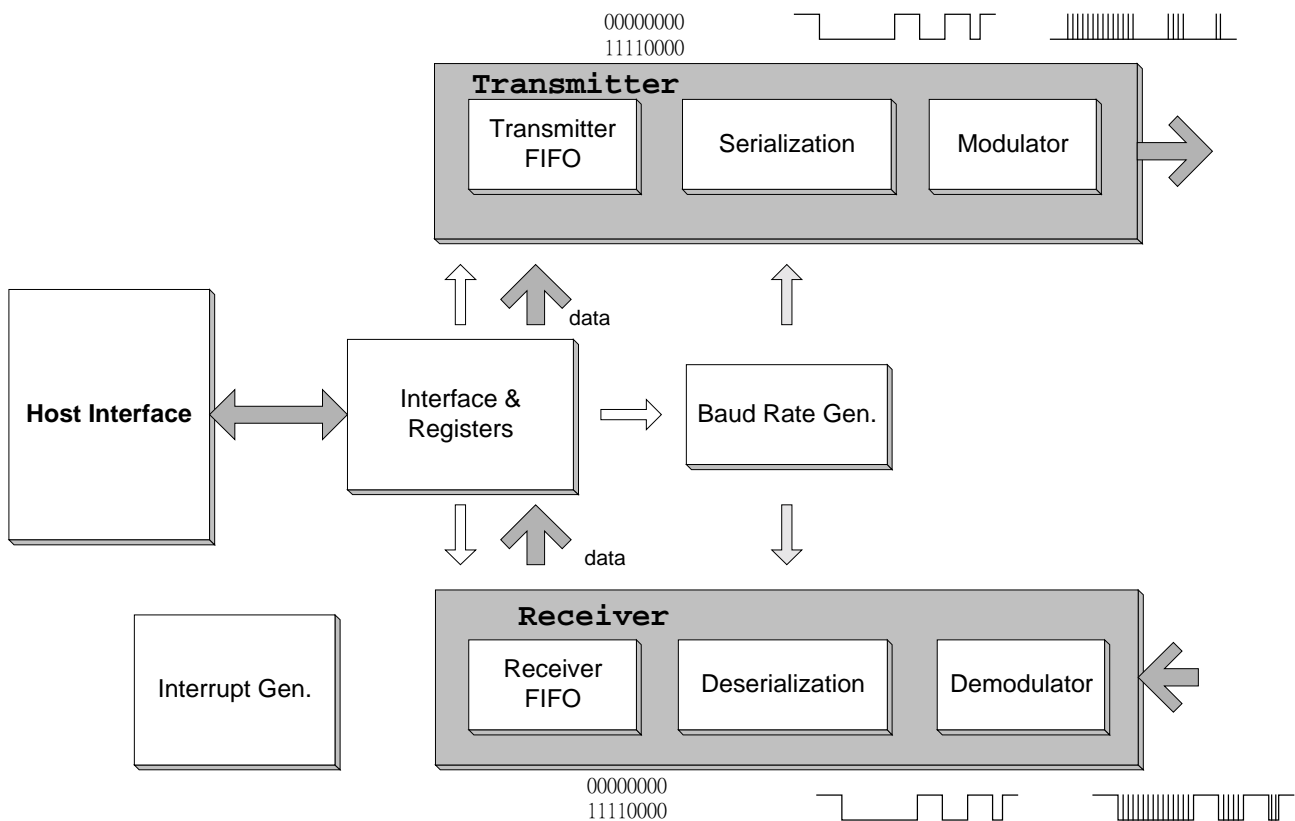 00000000
11110000
Transmitter
Transmitter
FIFO
Serialization
Modulator
data
Host Interface
Interface &
Registers
Baud Rate Gen.
data
Receiver
Interrupt Gen.
Receiver
FIFO
Deserialization
Demodulator
00000000
11110000